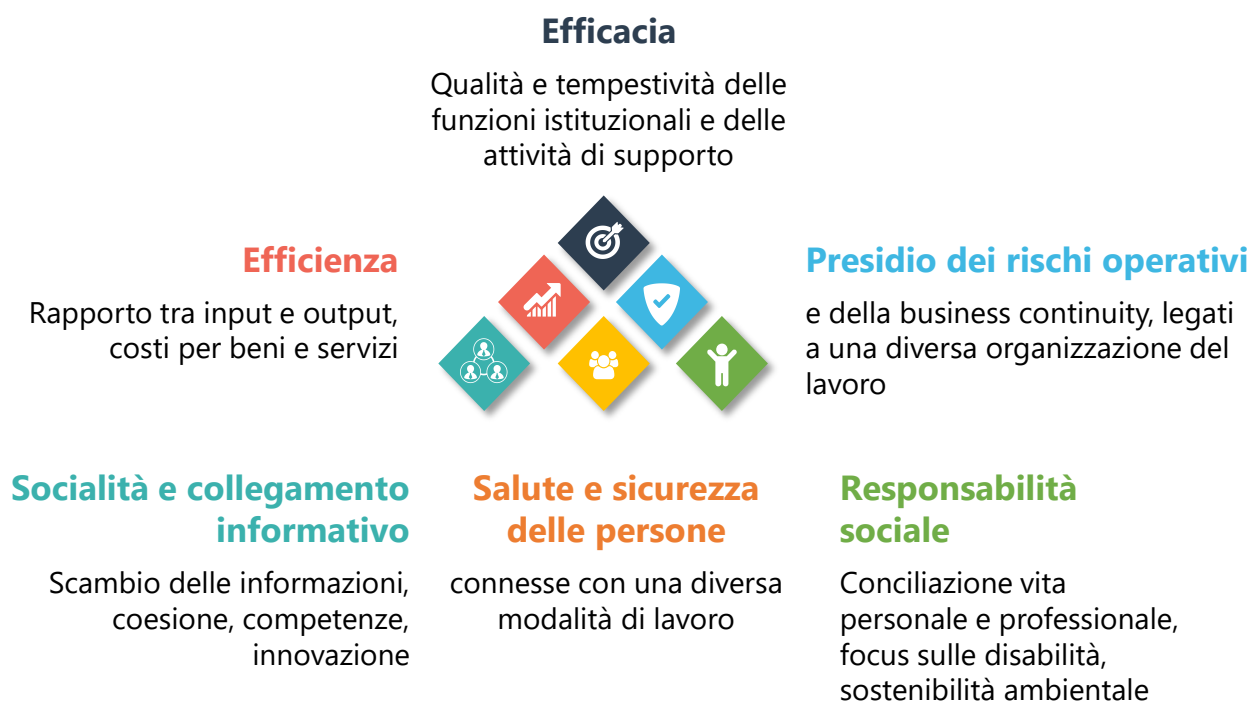 Efficacia
Qualità e tempestività delle
funzioni istituzionali e delle
attività di supporto
Efficienza
Rapporto tra input e output,
costi per beni e servizi
Presidio dei rischi operativi
e della business continuity, legati
a una diversa organizzazione del
lavoro
Socialità e collegamento
informativo
Scambio delle informazioni,
coesione, competenze,
innovazione
Salute e sicurezza
delle persone
connesse con una diversa
modalità di lavoro
Responsabilità
sociale
Conciliazione vita
personale e professionale,
focus sulle disabilità,
sostenibilità ambientale